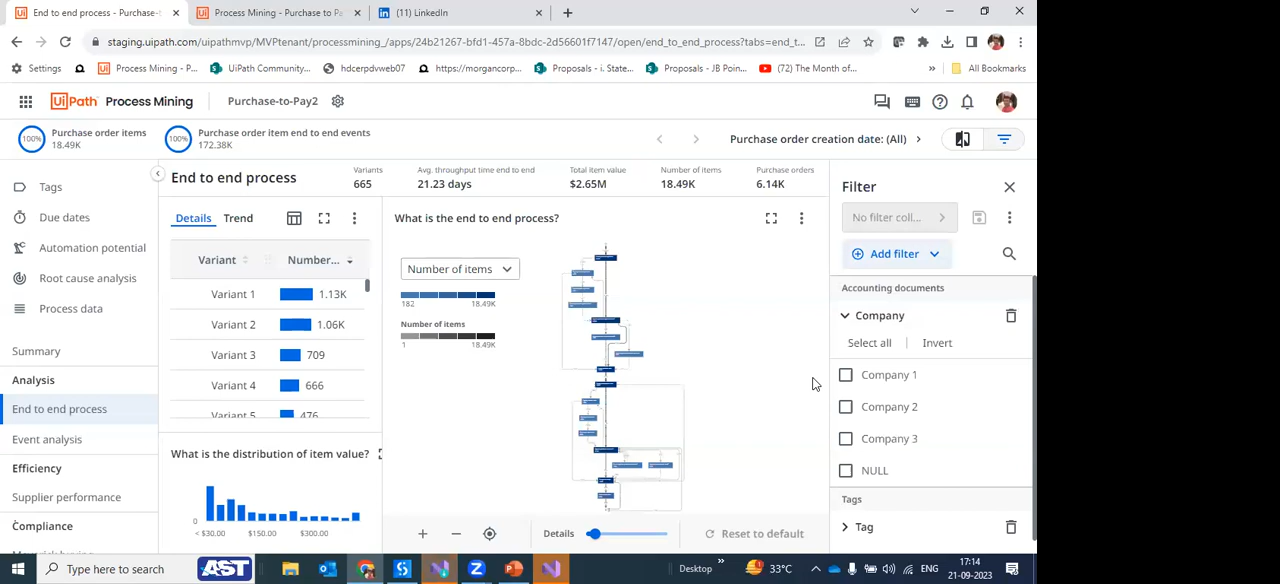 End to end process - Purchase-
Process Mining - Purchase to Pa
(11) LinkedIn
staging.uipath.com/uipathmvp/MVPtenant/processmining_/apps/24b21267-bfd1-457a-8bdc-2d56601f7147/open/end_to_end_process?tabs=end_t...
Settings
Process Mining - P...
UiPath Community...
hdcerpdvweb07
https://morgancorp...
Proposals - i. State...
Proposals - JB Poin...
(72) The Month of...
»
All Bookmarks
UiPath Process Mining
Purchase-to-Pay2
100%
Purchase order items
18.49K
100%
Purchase order item end to end events
172.38K
Purchase order creation date: (All)
Tags
Due dates
Automation potential
Root cause analysis
Process data
Summary
Analysis
End to end process
Event analysis
Efficiency
Supplier performance
Compliance
End to end process
Variants
665
Avg. throughput time end to end
21.23 days
Total item value
$2.65M
Number of items
18.49K
Purchase orders
6.14K
Details
Trend
Variant
Number...
Variant 1 1.13K
Variant 2 1.06K
Variant 3 709
Variant 4 666
Variant 5 476
What is the distribution of item value?
0
< $30.00 $150.00 $300.00
What is the end to end process?
Number of items
182 18.49K
Number of items
1 18.49K
Details
Reset to default
Filter
No filter coll...
Add filter
Accounting documents
Company
Select all
Invert
Company 1
Company 2
Company 3
NULL
Tags
Tag
Type here to search
AST
Desktop »
33°C
ENG
17:14
21-09-2023